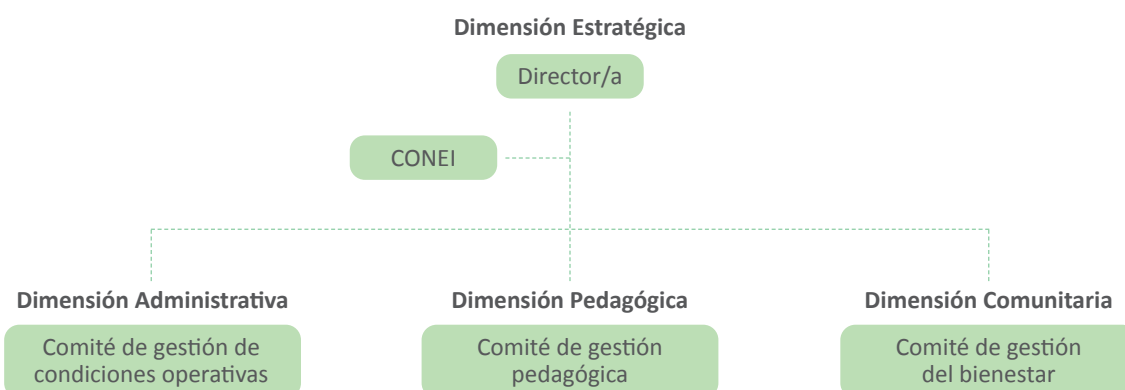 Dimensión Estratégica
Director/a
CONEI
Dimensión Administrativa
Comité de gestión de
condiciones operativas
Dimensión Pedagógica
Comité de gestión
pedagógica
Dimensión Comunitaria
Comité de gestión
del bienestar